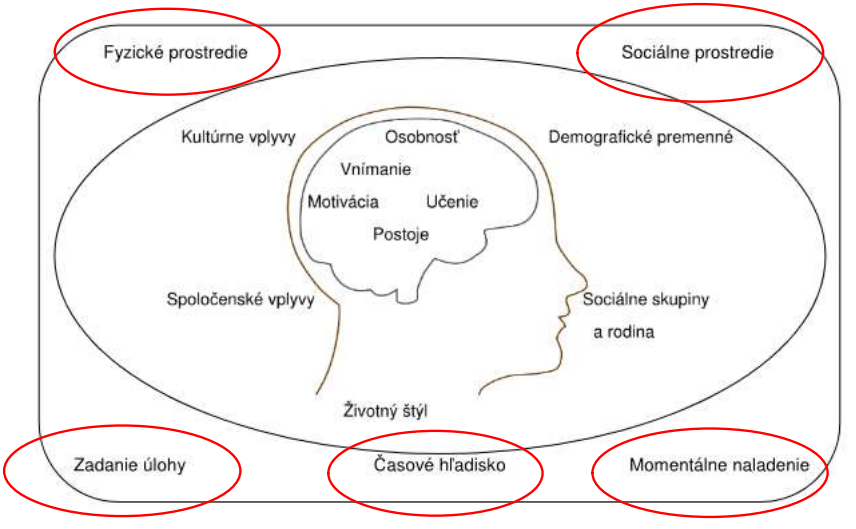 Fyzické prostredie
Sociálne prostredie
Kultúrne vplyvy
Osobnosť
Demografické premenné
Vnímanie
Motivácia
Učenie
Postoje
Spoločenské vplyvy
Sociálne skupiny
a rodina
Životný štýl
Zadanie úlohy
Časové hľadisko
Momentálne naladenie